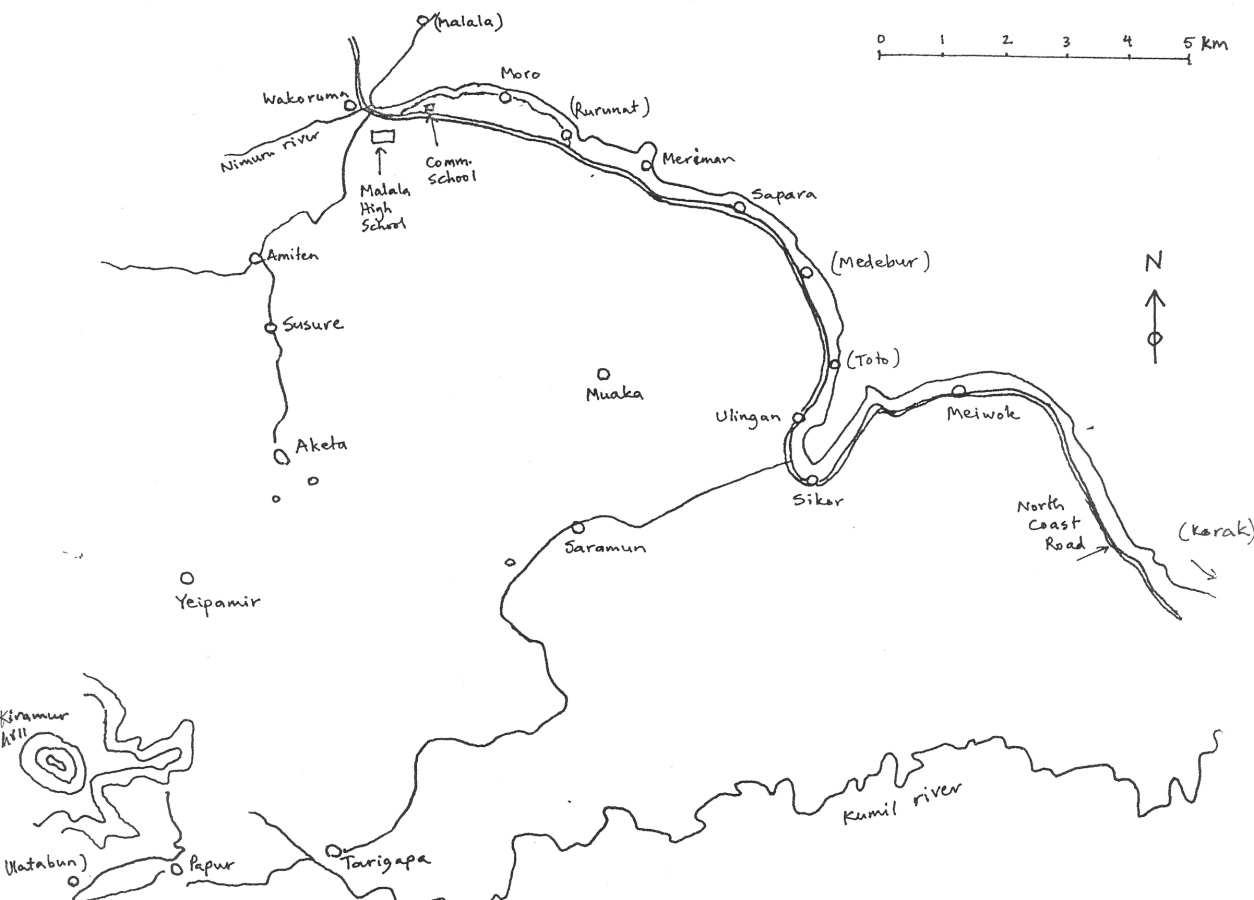 (Malala)
0 1 2 3 4 5 km
Moro
Wakoruma
(Rurunat)
Nimuru river
Comm.
School
Meriman
Malala
High
School
Sapara
Amiten
(Medebur)
N
Susure
(Toto)
Muaka
Ulingan
Meiwok
Aketa
Sikor
North
Coast
Road
(Korak)
Saramun
Yeipamir
Kiramur
hill
Kumil river
Tarigapa
Papur